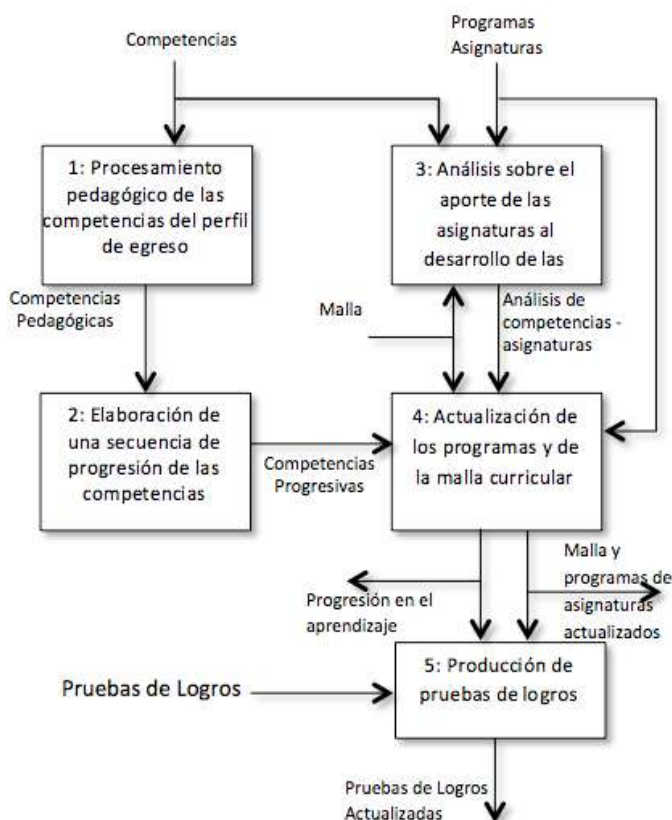 Competencias
Programas
Asignaturas
1: Procesamiento
pedagógico de las
competencias del perfil
de egreso
3: Análisis sobre el
aporte de las
asignaturas al
desarrollo de las
Competencias
Pedagógicas
Malla
Análisis de
competencias -
asignaturas
2: Elaboración de
una secuencia de
progresión de las
competencias
Competencias
Progresivas
4: Actualización de
los programas y de
la malla curricular
Progresión en el
aprendizaje
Malla y
programas de
asignaturas
actualizados
Pruebas de Logros
5: Producción de
pruebas de logros
Pruebas de Logros
Actualizadas